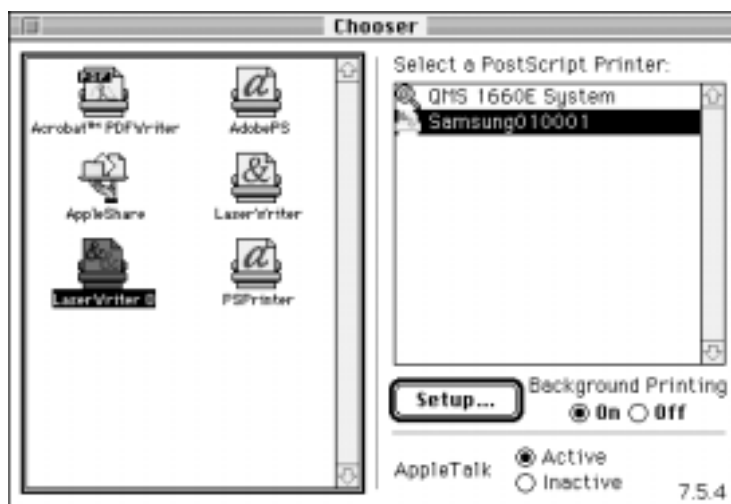 Chooser
Acrobat™ PDFWriter
AdobePS
AppleShare
LaserWriter
LaserWriter 8
PSPrinter
Select a PostScript Printer:
QMS 1660E System
Samsung010001
Setup...
Background Printing
On Off
AppleTalk
Active
Inactive
7.5.4